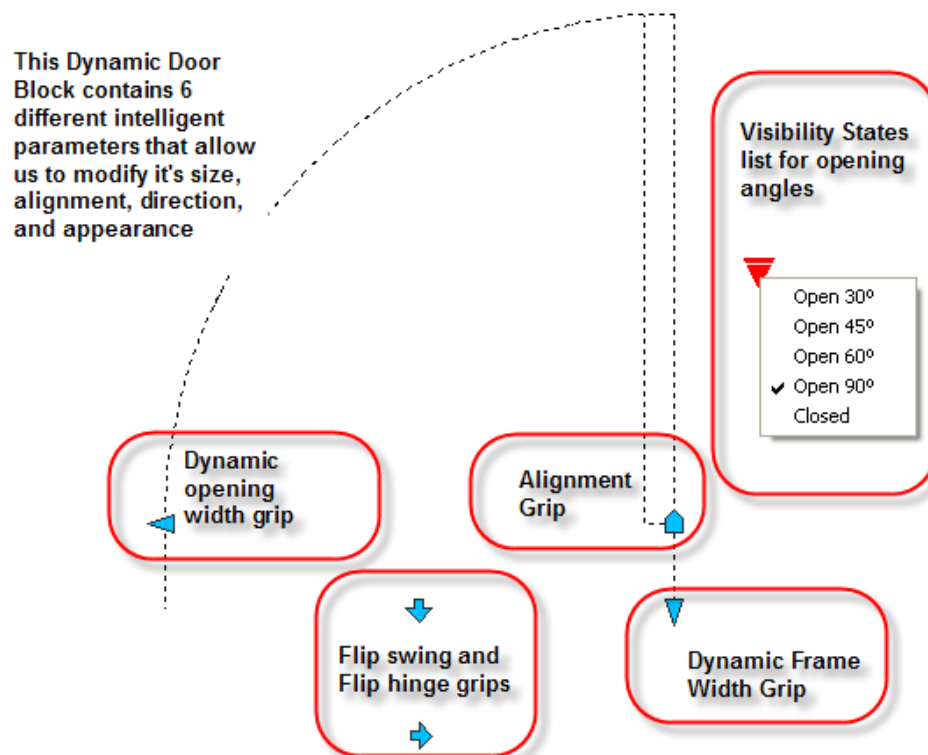 This Dynamic Door
Block contains 6
different intelligent
parameters that allow
us to modify it's size,
alignment, direction,
and appearance
Visibility States
list for opening
angles
Open 30º
Open 45º
Open 60º
Open 90º
Closed
Dynamic
opening
width grip
Alignment
Grip
Flip swing and
Flip hinge grips
Dynamic Frame
Width Grip